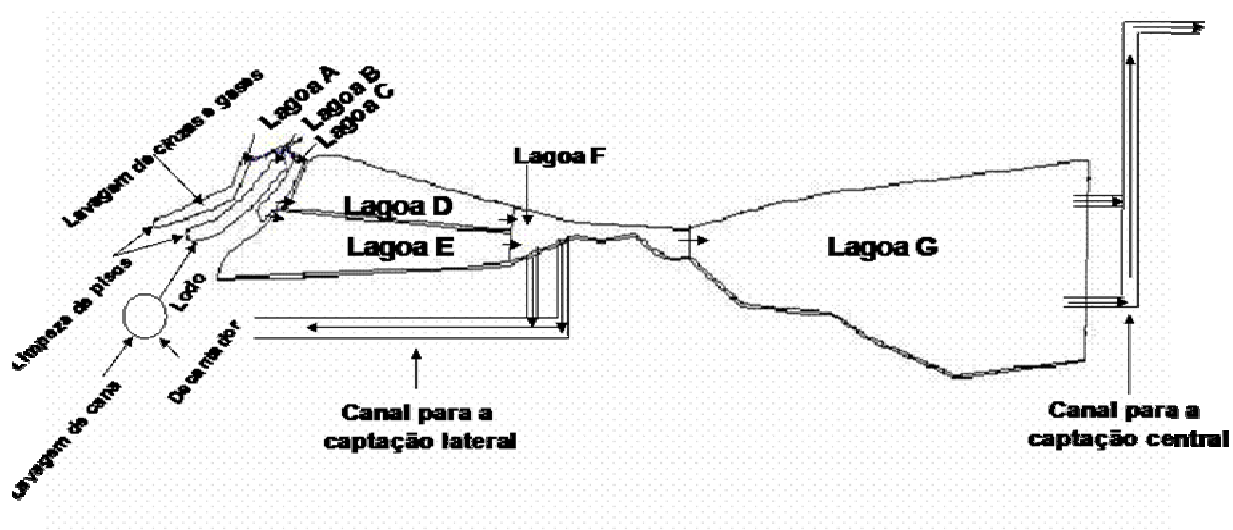 Lavagem de cinzas e gases
Lagoa A
Lagoa B
Lagoa C
Lagoa F
Lagoa D
Lagoa E
Lagoa G
Limpeza de pisos
Lodo
Decantador
Lavagem de cana
Canal para a
captação lateral
Canal para a
captação central